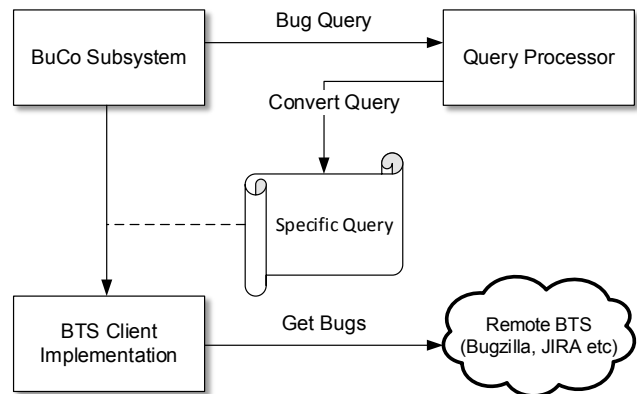 Bug Query
BuCo Subsystem
Query Processor
Convert Query
Specific Query
BTS Client
Implementation
Get Bugs
Remote BTS
(Bugzilla, JIRA etc)